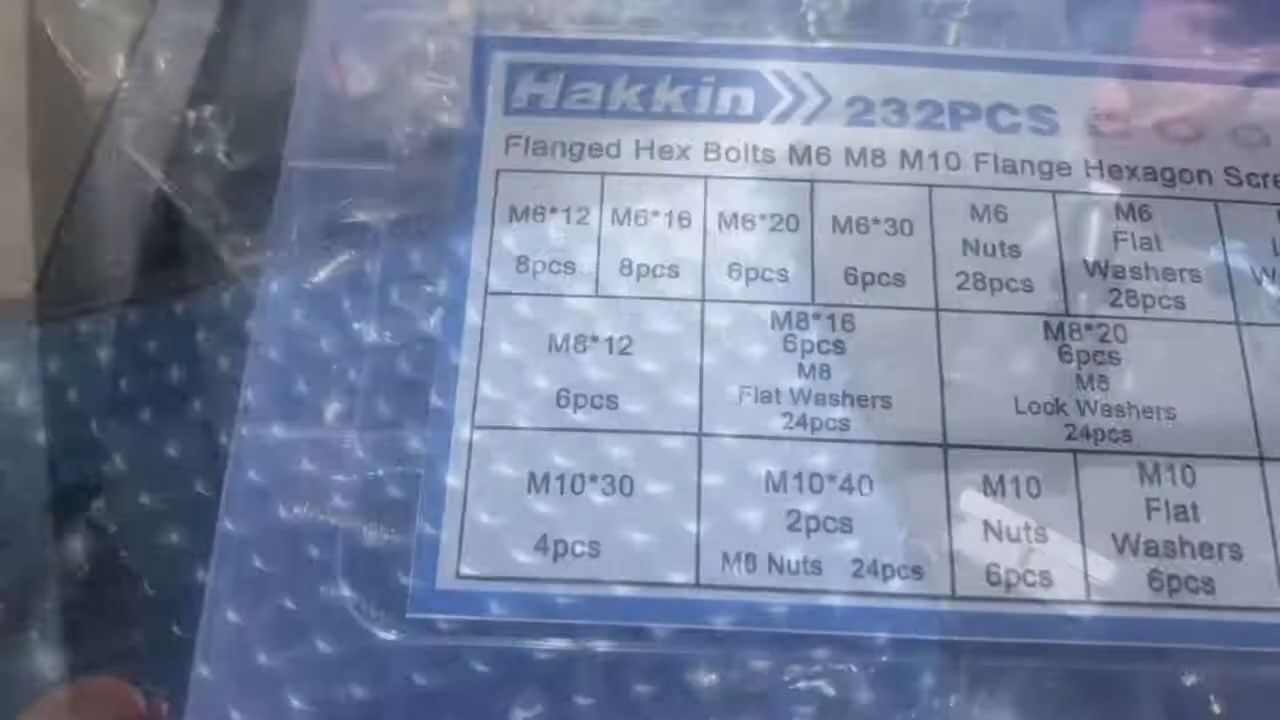 Hakkin 232PCS
Flanged Hex Bolts M6 M8 M10 Flange Hexagon Scre
M6*12
8pcs
M6*16
8pcs
M6*20
6pcs
M6*30
6pcs
M6
Nuts
28pcs
M6
Flat
Washers
28pcs
M8*12
6pcs
M8*16
6pcs
M8
Flat Washers
24pcs
M8*20
6pcs
M8
Lock Washers
24pcs
M10*30
4pcs
M10*40
2pcs
M8 Nuts 24pcs
M10
Nuts
6pcs
M10
Flat
Washers
6pcs